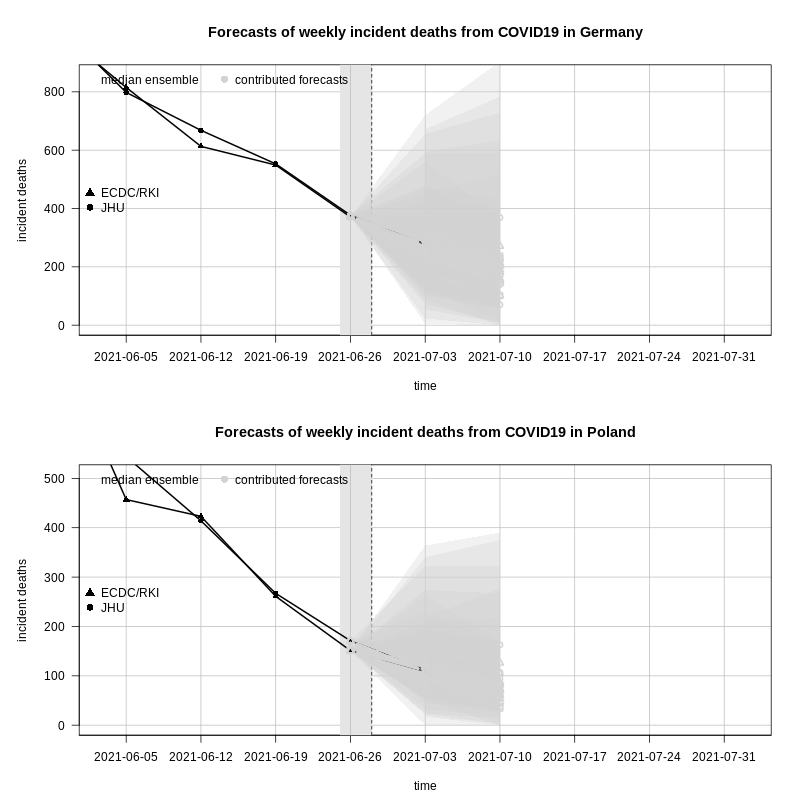 Forecasts of weekly incident deaths from COVID19 in Germany
median ensemble contributed forecasts
800
600
400
200
0
incident deaths
ECDC/RKI
JHU
2021-06-05 2021-06-12 2021-06-19 2021-06-26 2021-07-03 2021-07-10 2021-07-17 2021-07-24 2021-07-31
time
Forecasts of weekly incident deaths from COVID19 in Poland
median ensemble contributed forecasts
500
400
300
200
100
0
incident deaths
ECDC/RKI
JHU
2021-06-05 2021-06-12 2021-06-19 2021-06-26 2021-07-03 2021-07-10 2021-07-17 2021-07-24 2021-07-31
time